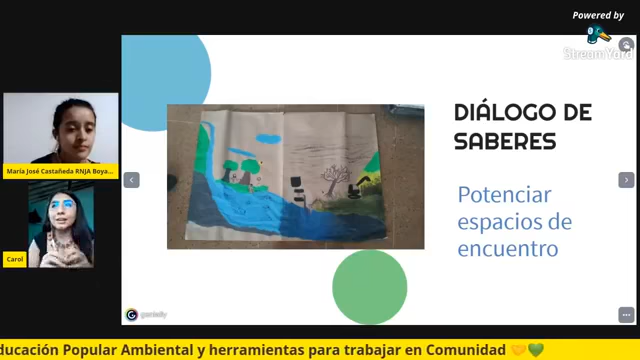 Powered by
StreamYard
DIÁLOGO DE
SABERES
Potenciar
espacios de
encuentro
María José Castañeda RNJA Boya...
Carol
genially
ducación Popular Ambiental y herramientas para trabajar en Comunidad 🤝💚